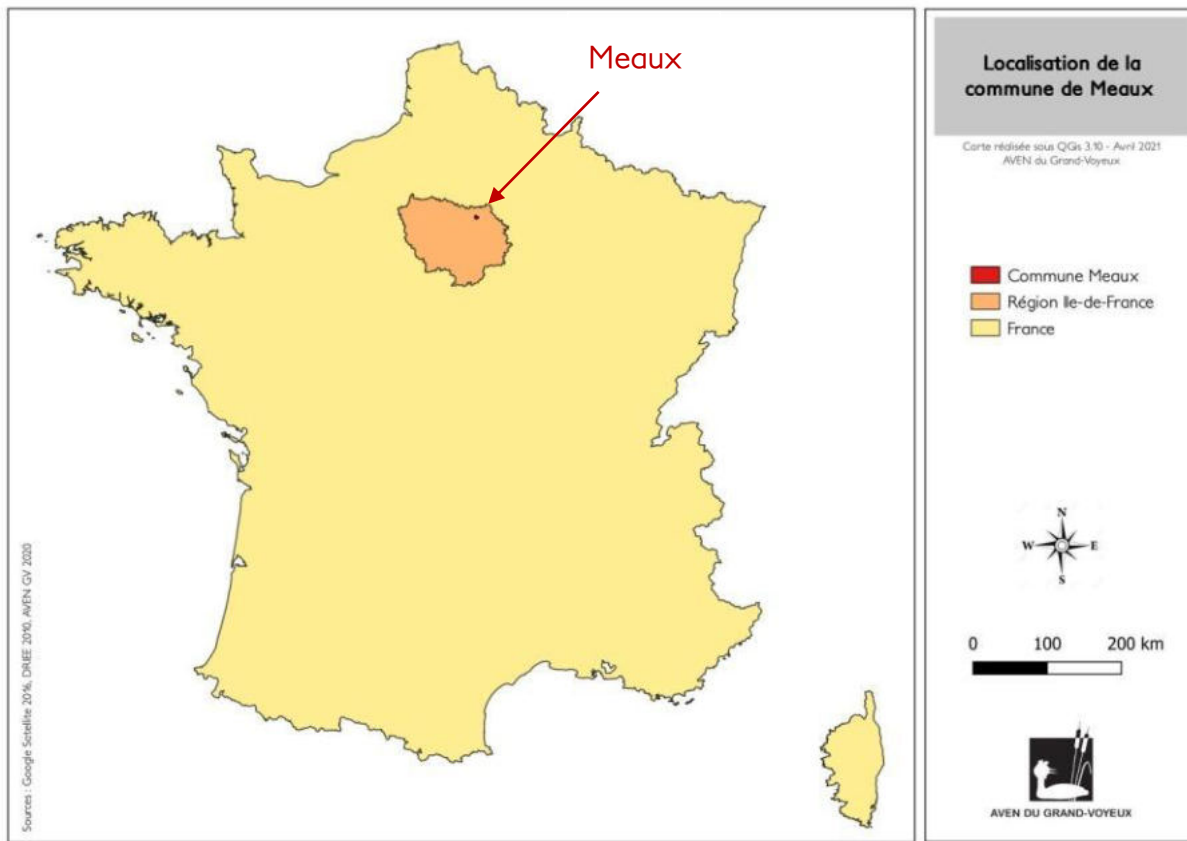 Meaux
Localisation de la
commune de Meaux
Carte réalisée sous QGis 3.10 - Avril 2021
AVEN du Grand-Voyeux
Commune Meaux
Région Ile-de-France
France
N
W E
S
0 100 200 km
AVEN DU GRAND-VOYEUX
Sources : Google Satellite 2016, DRIEE 2010, AVEN GV 2020